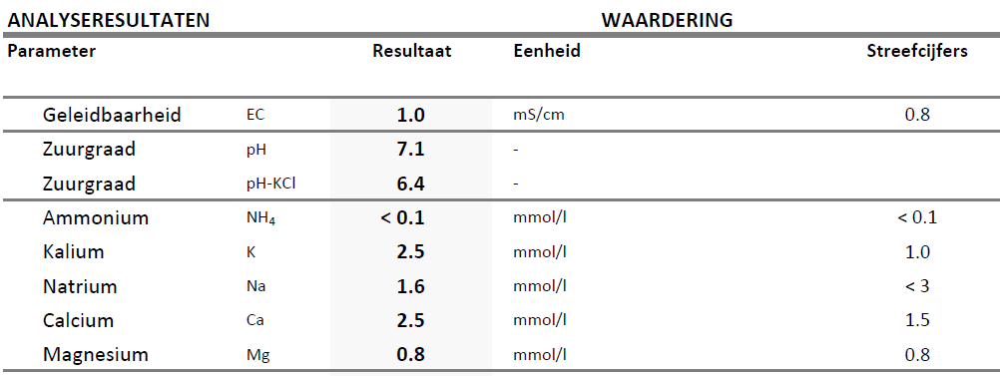 ANALYSERESULTATEN WAARDERING
Parameter Resultaat Eenheid Streefcijfers
Geleidbaarheid EC 1.0 mS/cm 0.8
Zuurgraad pH 7.1 -
Zuurgraad pH-KCl 6.4 -
Ammonium NH₄ < 0.1 mmol/l < 0.1
Kalium K 2.5 mmol/l 1.0
Natrium Na 1.6 mmol/l < 3
Calcium Ca 2.5 mmol/l 1.5
Magnesium Mg 0.8 mmol/l 0.8